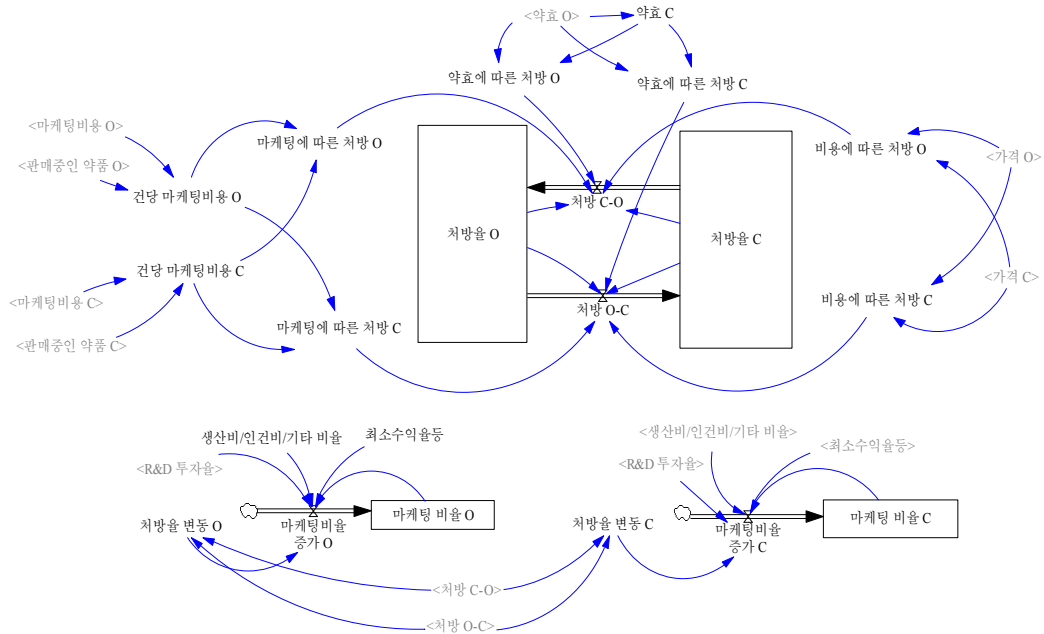 <약효 O>
약효 C
약효에 따른 처방 O
약효에 따른 처방 C
<마케팅비용 O>
마케팅에 따른 처방 O
비용에 따른 처방 O
<가격 O>
<판매중인 약품 O>
건당 마케팅비용 O
처방 C-O
처방율 O
처방율 C
건당 마케팅비용 C
<가격 C>
<마케팅비용 C>
비용에 따른 처방 C
처방 O-C
마케팅에 따른 처방 C
<판매중인 약품 C>
생산비/인건비/기타 비율
최소수익율등
<R&D 투자율>
마케팅 비율 O
처방율 변동 O
마케팅비율
증가 O
<생산비/인건비/기타 비율>
<최소수익율등>
<R&D 투자율>
마케팅 비율 C
처방율 변동 C
마케팅비율
증가 C
<처방 C-O>
<처방 O-C>